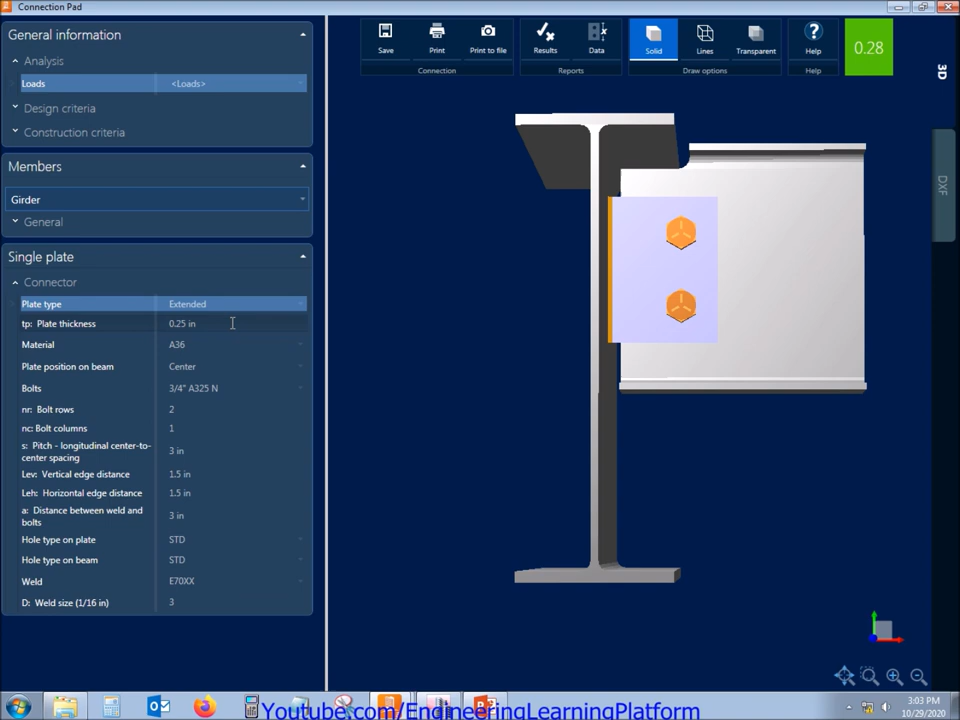 Connection Pad
General information
Analysis
Loads <Loads>
Design criteria
Construction criteria
Members
Girder
General
Single plate
Connector
Plate type Extended
tp: Plate thickness 0.25 in
Material A36
Plate position on beam Center
Bolts 3/4" A325 N
nr: Bolt rows 2
nc: Bolt columns 1
s: Pitch - longitudinal center-to-
center spacing 3 in
Lev: Vertical edge distance 1.5 in
Leh: Horizontal edge distance 1.5 in
a: Distance between weld and
bolts 3 in
Hole type on plate STD
Hole type on beam STD
Weld E70XX
D: Weld size (1/16 in) 3
Save Print Print to file Results Data Solid Lines Transparent Help
Connection Reports Draw options Help
0.28
3D
DXF
Youtube.com/EngineeringLearningPlatform
3:03 PM
10/29/2020